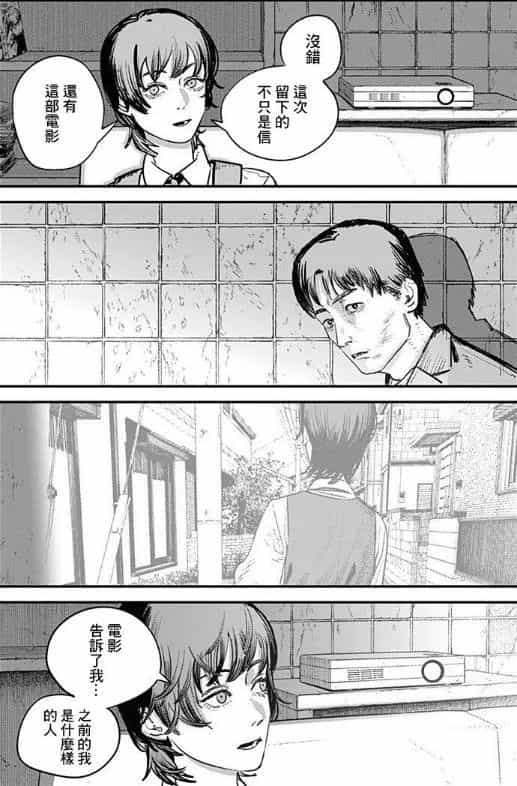 沒錯
這次
留下的
不只是信
還有
這部電影
電影
告訴了我…
之前的我
是什麼樣
的人